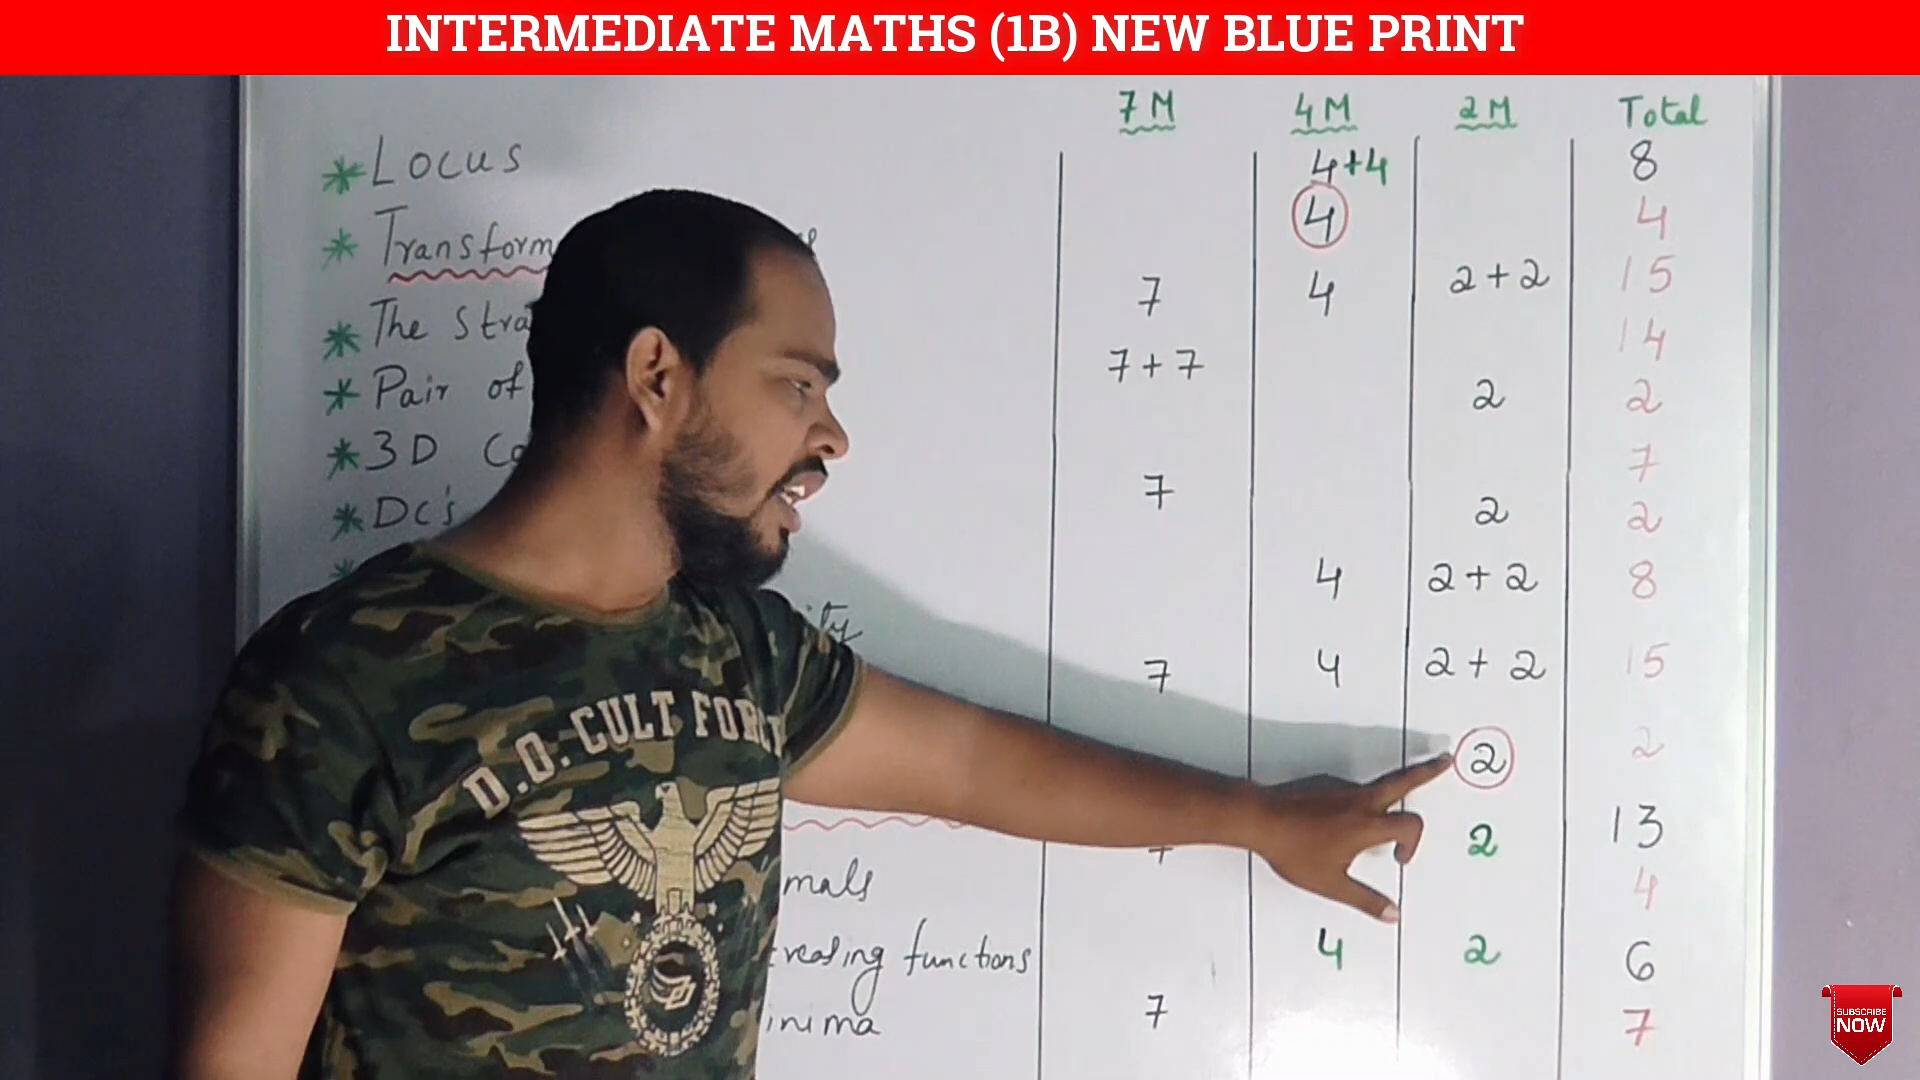 INTERMEDIATE MATHS (1B) NEW BLUE PRINT
7M 4M 2M Total
* Locus 4+4 8
* Transform 4 4
* The Stra 7 4 2+2 15
* Pair of 7+7 14
* 3D 2 2
* Dc's 7 7
2 2
4 2+2 8
ity
7 4 2+2 15
2 2
2 13
mals 4
reasing functions 4 2 6
inima 7 7
D.O. CULT FORC
SUBSCRIBE
NOW